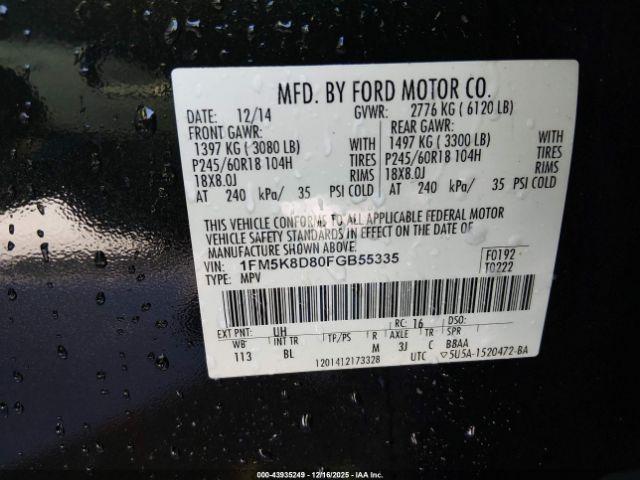 MFD. BY FORD MOTOR CO.
DATE: 12/14 GVWR: 2776 KG ( 6120 LB)
FRONT GAWR: REAR GAWR:
1397 KG ( 3080 LB) WITH 1497 KG ( 3300 LB) WITH
P245/60R18 104H TIRES P245/60R18 104H TIRES
18X8.0J RIMS 18X8.0J RIMS
AT 240 kPa/ 35 PSI COLD AT 240 kPa/ 35 PSI COLD
THIS VEHICLE CONFORMS TO ALL APPLICABLE FEDERAL MOTOR
VEHICLE SAFETY STANDARDS IN EFFECT ON THE DATE OF
MANUFACTURE SHOWN ABOVE.
VIN: 1FM5K8D80FGB55335 F0192
TYPE: MPV T0222
EXT PNT: UH RC: 16 DSO:
WB INT TR TP/PS R AXLE TR SPR
113 BL M 3J C BBAA
1201412173328 UTC ▽5U5A-1520472-BA
000-43935249 - 12/16/2025 - IAAI.COM